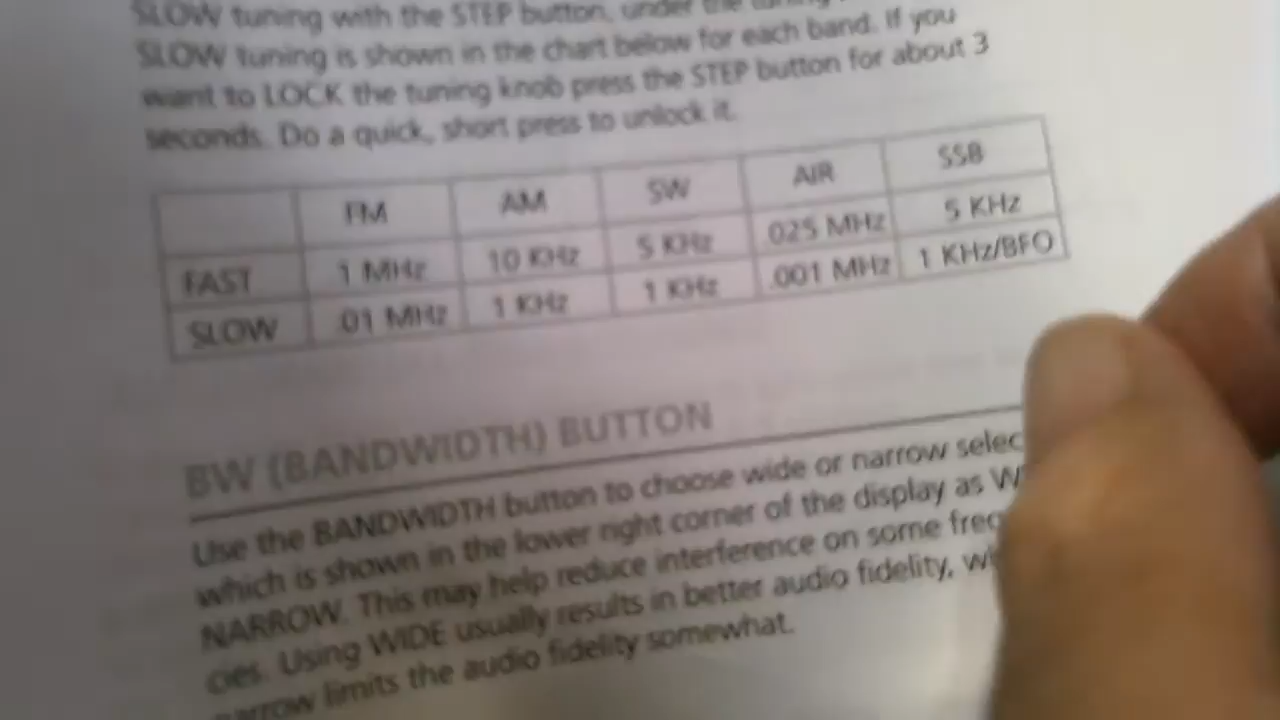 SLOW tuning with the STEP button, under the tuning
SLOW tuning is shown in the chart below for each band. If you
want to LOCK the tuning knob press the STEP button for about 3
seconds. Do a quick, short press to unlock it.
FM AM SW AIR SSB
FAST 1 MHz 10 KHz 5 KHz .025 MHz 5 KHz
SLOW .01 MHz 1 KHz 1 KHz .001 MHz 1 KHz/BFO
BW (BANDWIDTH) BUTTON
Use the BANDWIDTH button to choose wide or narrow selec
which is shown in the lower right corner of the display as W
NARROW. This may help reduce interference on some freq
cies. Using WIDE usually results in better audio fidelity, wh
narrow limits the audio fidelity somewhat.